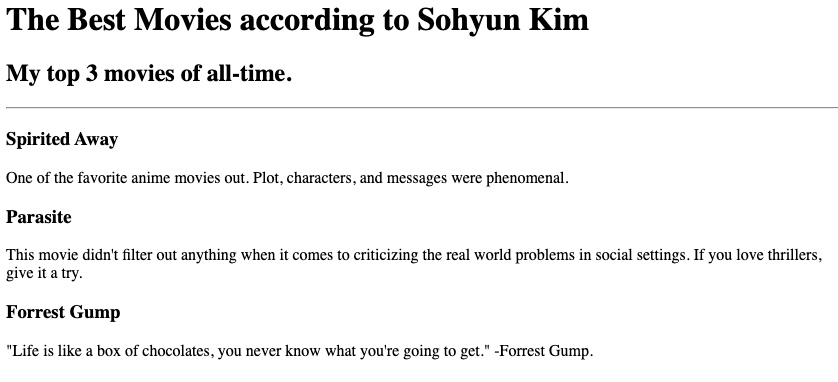 The Best Movies according to Sohyun Kim
My top 3 movies of all-time.
Spirited Away
One of the favorite anime movies out. Plot, characters, and messages were phenomenal.
Parasite
This movie didn't filter out anything when it comes to criticizing the real world problems in social settings. If you love thrillers,
give it a try.
Forrest Gump
"Life is like a box of chocolates, you never know what you're going to get." -Forrest Gump.